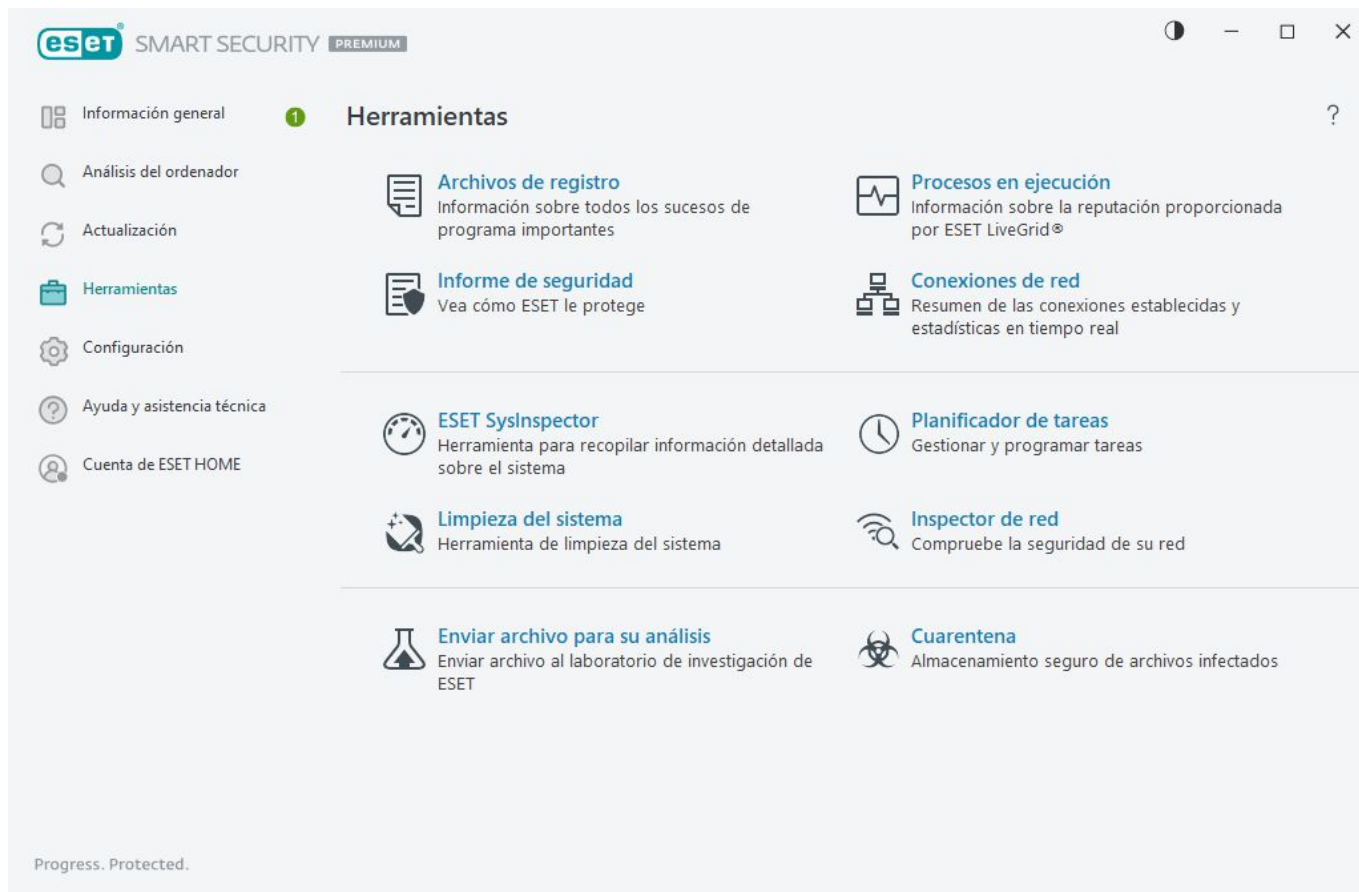 eset® SMART SECURITY PREMIUM
Información general 1
Análisis del ordenador
Actualización
Herramientas
Configuración
Ayuda y asistencia técnica
Cuenta de ESET HOME
Herramientas ?
Archivos de registro
Información sobre todos los sucesos de
programa importantes
Procesos en ejecución
Información sobre la reputación proporcionada
por ESET LiveGrid®
Informe de seguridad
Vea cómo ESET le protege
Conexiones de red
Resumen de las conexiones establecidas y
estadísticas en tiempo real
ESET SysInspector
Herramienta para recopilar información detallada
sobre el sistema
Planificador de tareas
Gestionar y programar tareas
Limpieza del sistema
Herramienta de limpieza del sistema
Inspector de red
Compruebe la seguridad de su red
Enviar archivo para su análisis
Enviar archivo al laboratorio de investigación de
ESET
Cuarentena
Almacenamiento seguro de archivos infectados
Progress. Protected.